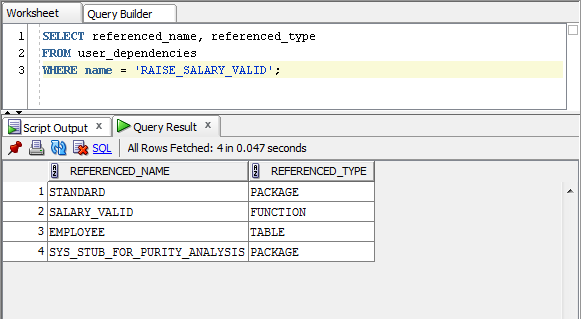 Worksheet Query Builder
1 SELECT referenced_name, referenced_type
2 FROM user_dependencies
3 WHERE name = 'RAISE_SALARY_VALID';
Script Output x Query Result x
SQL | All Rows Fetched: 4 in 0.047 seconds
REFERENCED_NAME REFERENCED_TYPE
1 STANDARD PACKAGE
2 SALARY_VALID FUNCTION
3 EMPLOYEE TABLE
4 SYS_STUB_FOR_PURITY_ANALYSIS PACKAGE